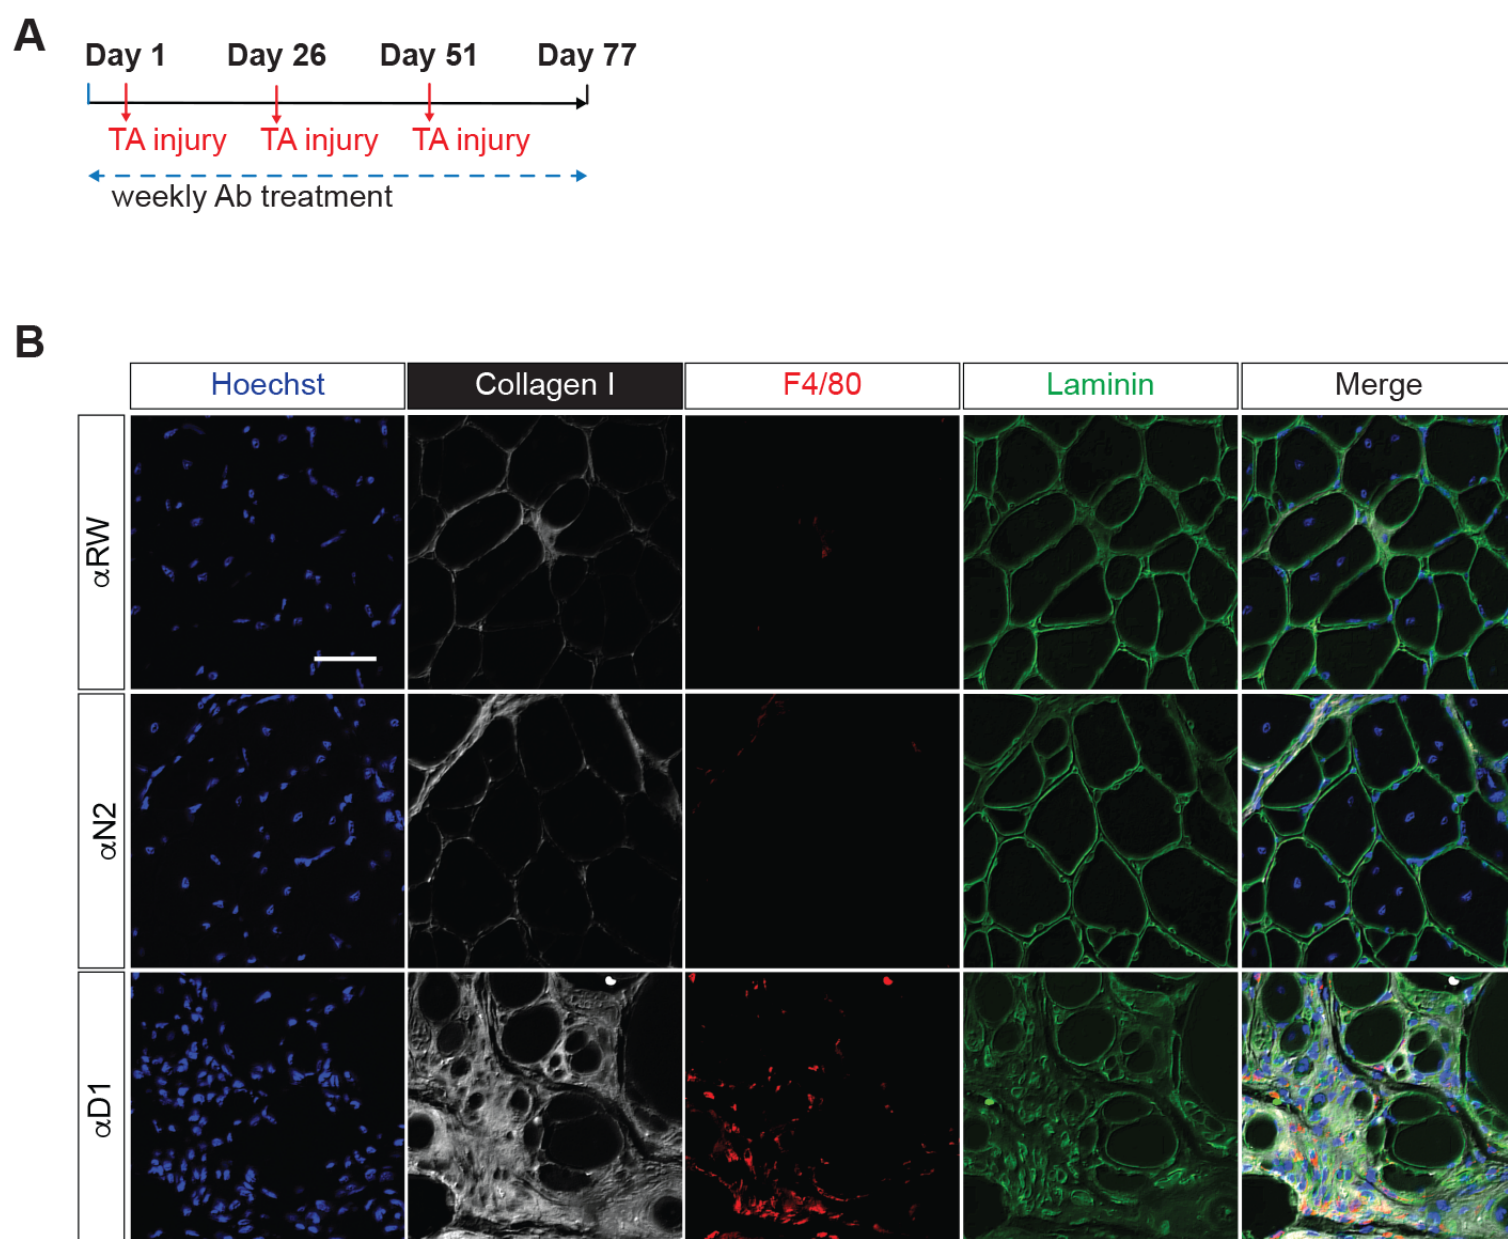 A
Day 1 Day 26 Day 51 Day 77
TA injury TA injury TA injury
weekly Ab treatment
B
Hoechst Collagen I F4/80 Laminin Merge
αRW
αN2
αD1